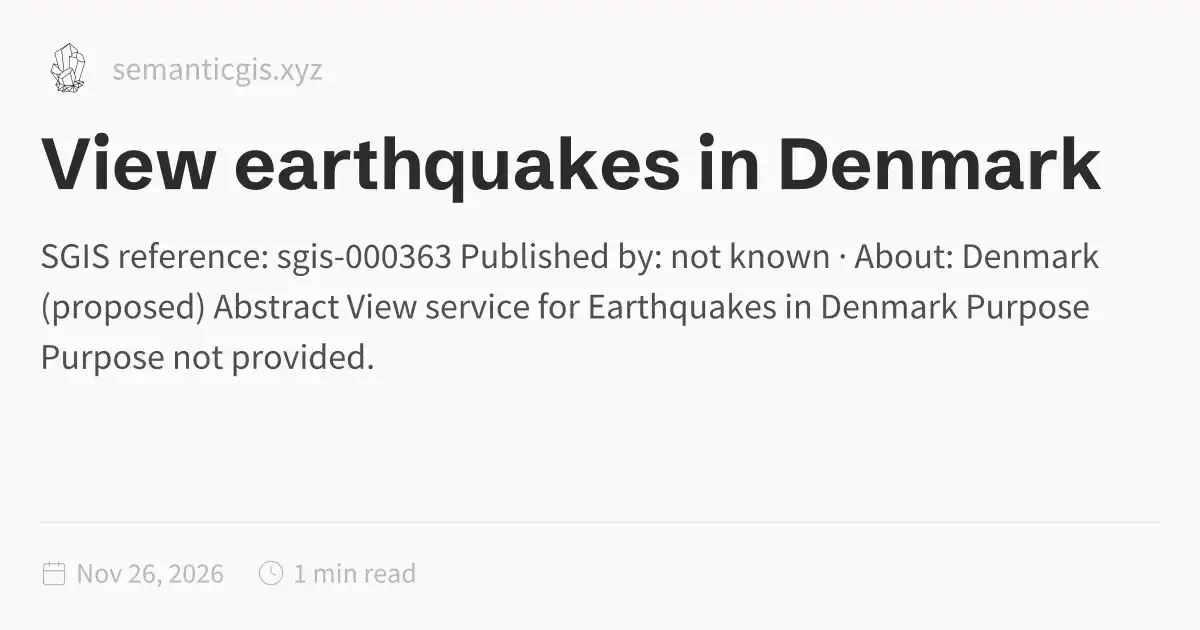 semanticgis.xyz
View earthquakes in Denmark
SGIS reference: sgis-000363 Published by: not known · About: Denmark
(proposed) Abstract View service for Earthquakes in Denmark Purpose
Purpose not provided.
Nov 26, 2026 1 min read